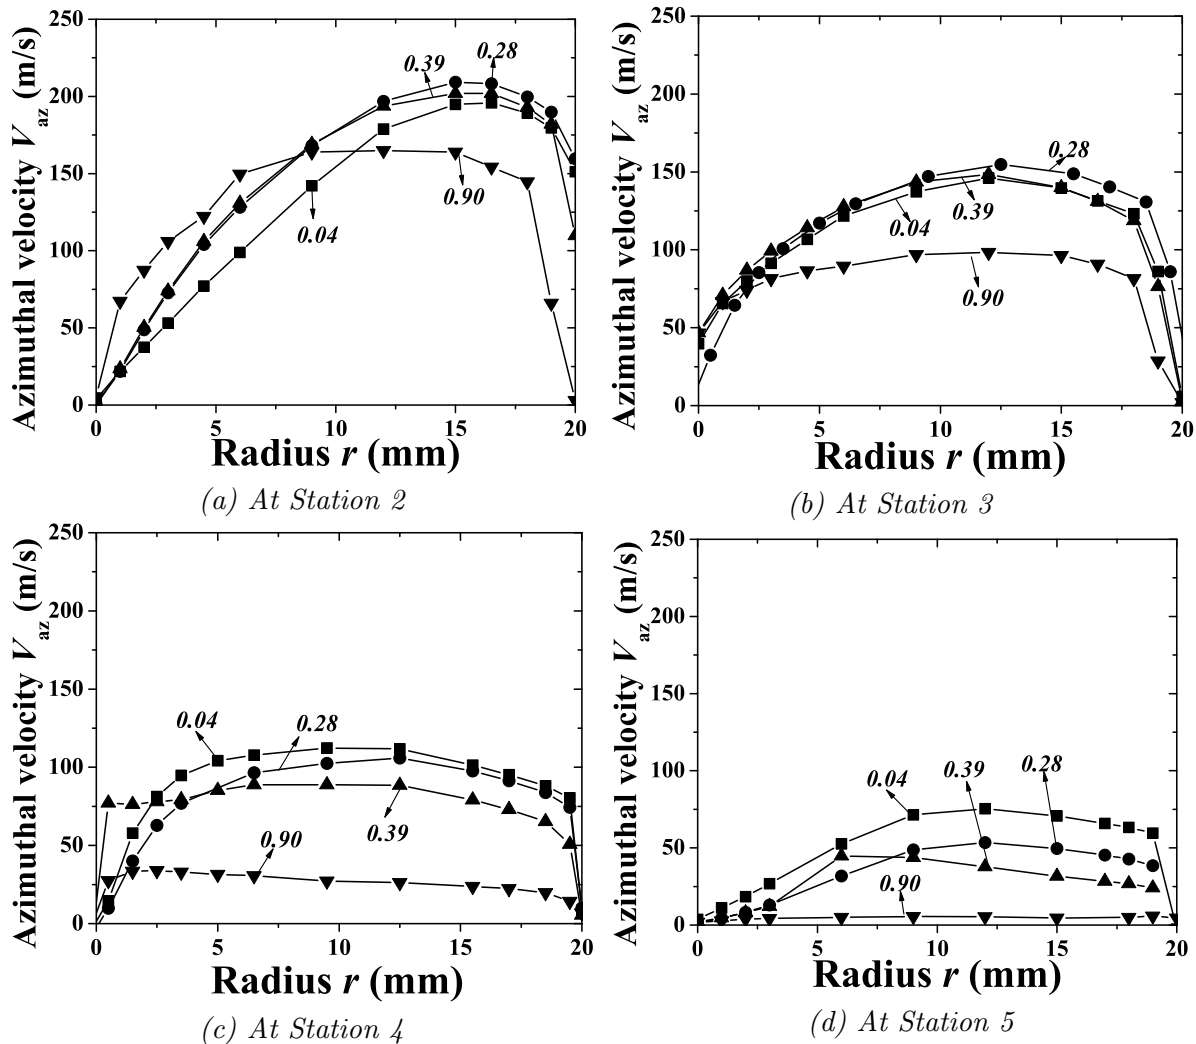 250
200
150
100
50
0
Azimuthal velocity V_az (m/s)
0.39
0.28
0.90
0.04
0 5 10 15 20
Radius r (mm)
(a) At Station 2
250
200
150
100
50
0
Azimuthal velocity V_az (m/s)
0.28
0.39
0.04
0.90
0 5 10 15 20
Radius r (mm)
(b) At Station 3
250
200
150
100
50
0
Azimuthal velocity V_az (m/s)
0.04
0.28
0.39
0.90
0 5 10 15 20
Radius r (mm)
(c) At Station 4
250
200
150
100
50
0
Azimuthal velocity V_az (m/s)
0.04
0.39
0.28
0.90
0 5 10 15 20
Radius r (mm)
(d) At Station 5